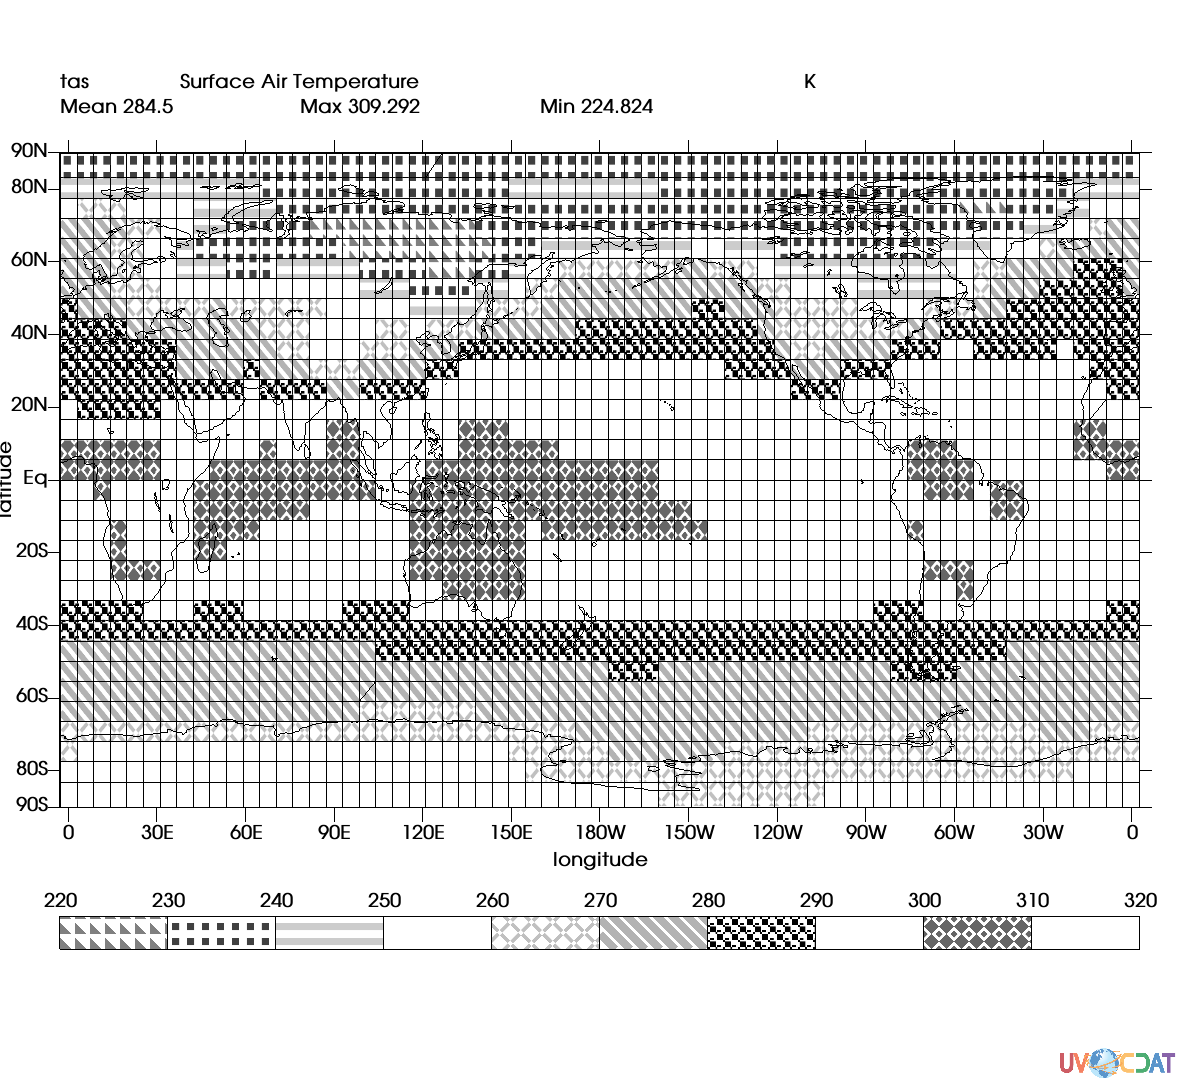 tas Surface Air Temperature K
Mean 284.5 Max 309.292 Min 224.824
90N
80N
60N
40N
20N
Eq
20S
40S
60S
80S
90S
latitude
0 30E 60E 90E 120E 150E 180W 150W 120W 90W 60W 30W 0
longitude
220 230 240 250 260 270 280 290 300 310 320
UVCDAT